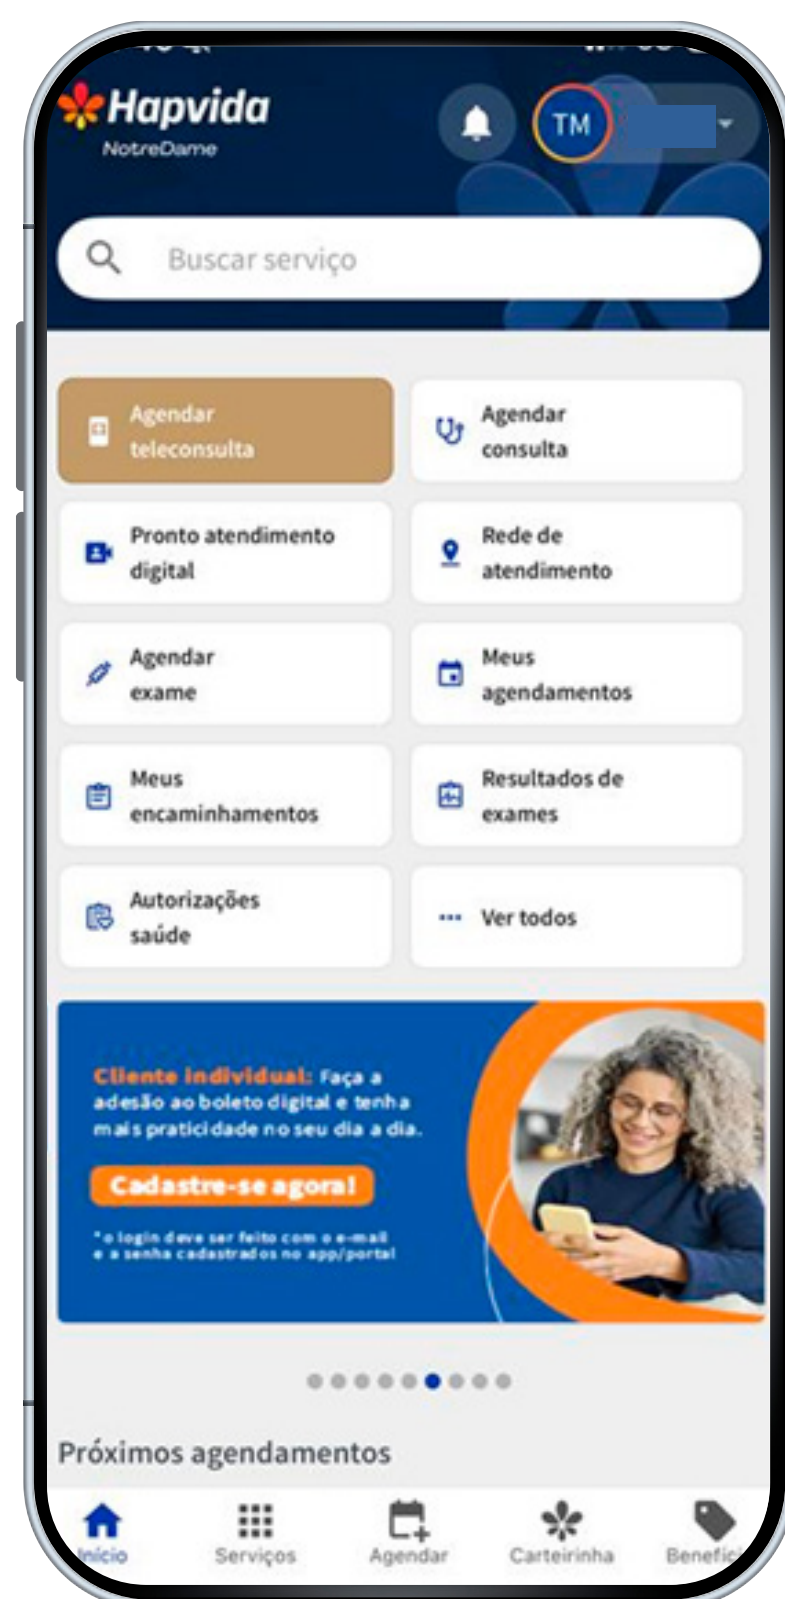 Hapvida
NotreDame
TM
Buscar serviço
Agendar
teleconsulta
Agendar
consulta
Pronto atendimento
digital
Rede de
atendimento
Agendar
exame
Meus
agendamentos
Meus
encaminhamentos
Resultados de
exames
Autorizações
saúde
Ver todos
Cliente individual: Faça a
adesão ao boleto digital e tenha
mais praticidade no seu dia a dia.
Cadastre-se agora!
*o login deve ser feito com o e-mail
e a senha cadastrados no app/portal
Próximos agendamentos
Início
Serviços
Agendar
Carteirinha
Benefíc